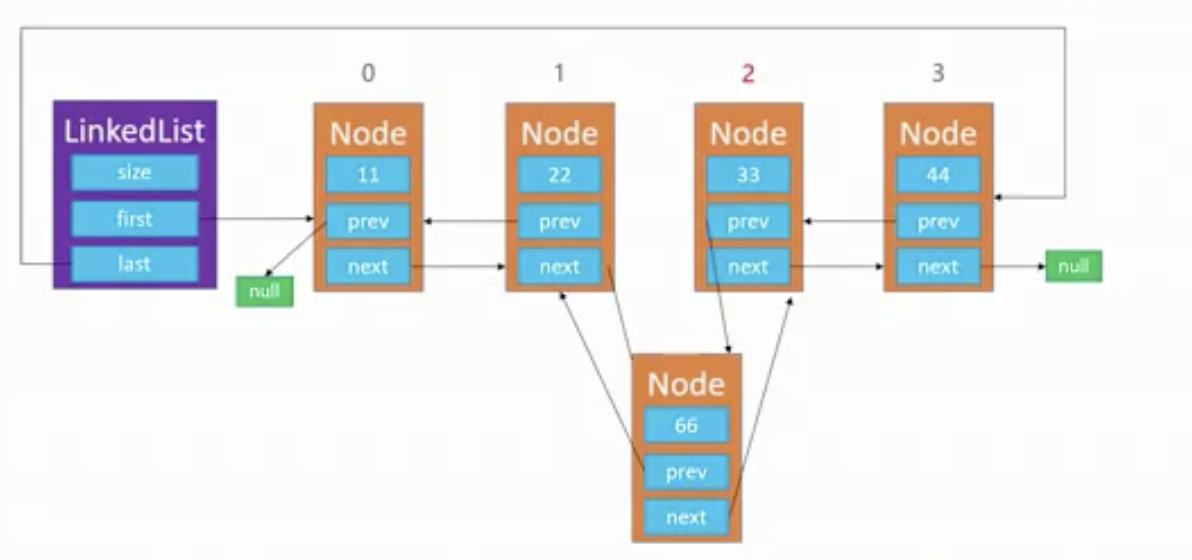 0
1
2
3
LinkedList
size
first
last
Node
11
prev
next
Node
22
prev
next
Node
33
prev
next
Node
44
prev
next
null
null
Node
66
prev
next